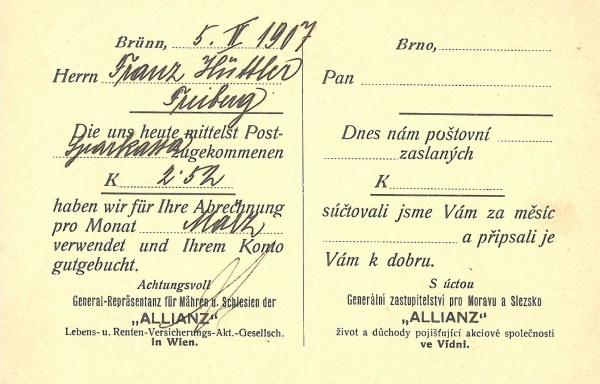 Brünn, 5. IV 1907
Herrn Franz Hüttler
Freiberg
Die uns heute mittelst Post-
Sparkassa zugekommenen
K 2·52
haben wir für Ihre Abrechnung
pro Monat März
verwendet und Ihrem Konto
gutgebucht.
Achtungsvoll
General-Repräsentanz für Mähren u. Schlesien der
„ALLIANZ"
Lebens- u. Renten-Versicherungs-Akt.-Gesellsch.
in Wien.
Brno,
Pan
Dnes nám poštovní
zaslaných
K
súčtovali jsme Vám za měsíc
a připsali je
Vám k dobru.
S úctou
Generální zastupitelství pro Moravu a Slezsko
„ALLIANZ"
život a důchody pojišťující akciové společnosti
ve Vídni.